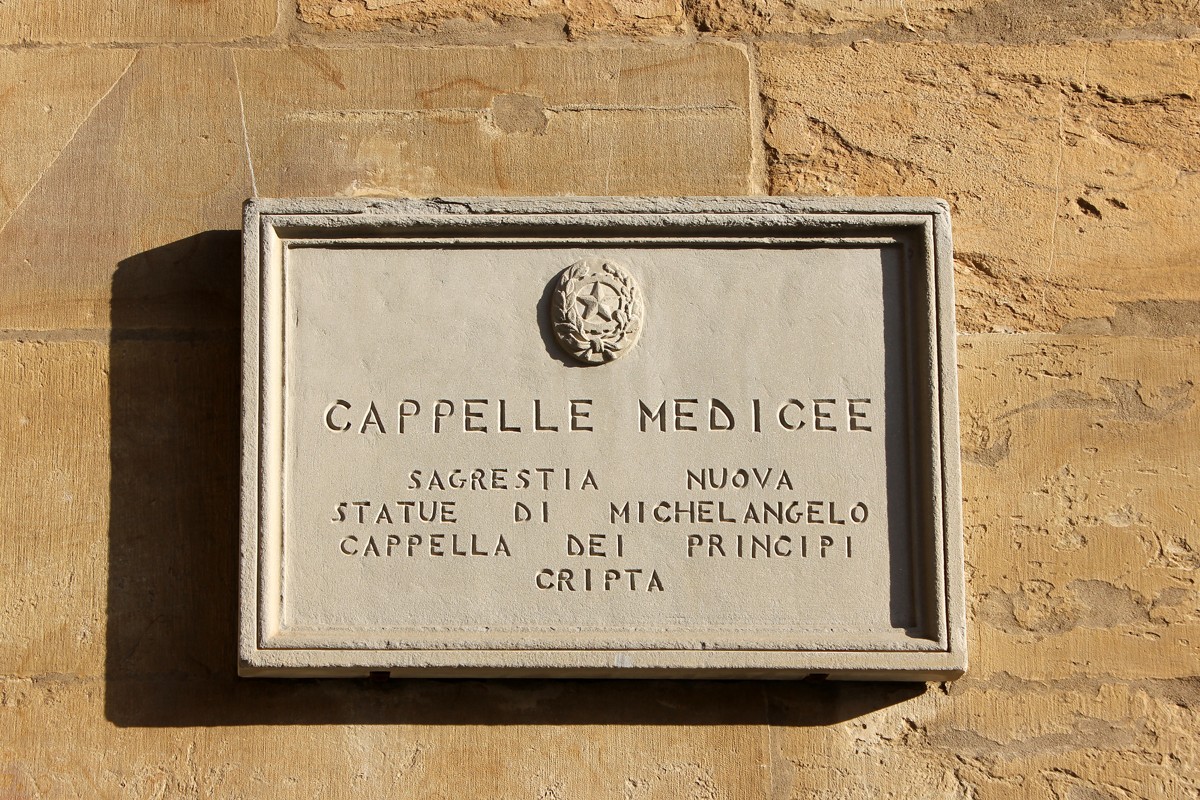 CAPPELLE MEDICEE
SAGRESTIA NUOVA
STATUE DI MICHELANGELO
CAPPELLA DEI PRINCIPI
CRIPTA